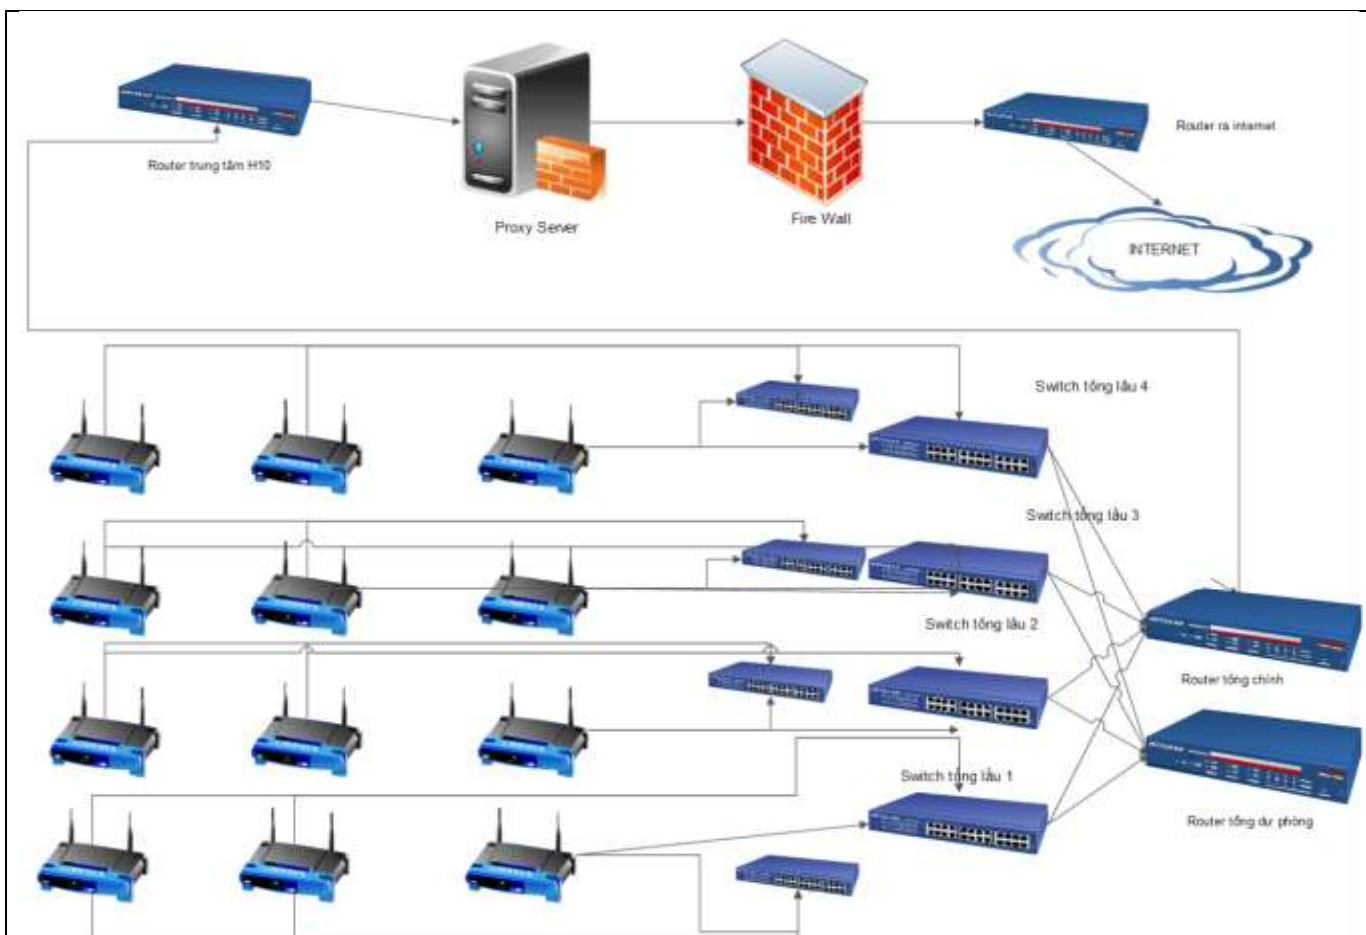 Router trung tâm H10
Proxy Server
Fire Wall
Router ra internet
INTERNET
Switch tổng lầu 4
Switch tổng lầu 3
Switch tổng lầu 2
Router tổng chính
Switch tổng lầu 1
Router tổng dự phòng